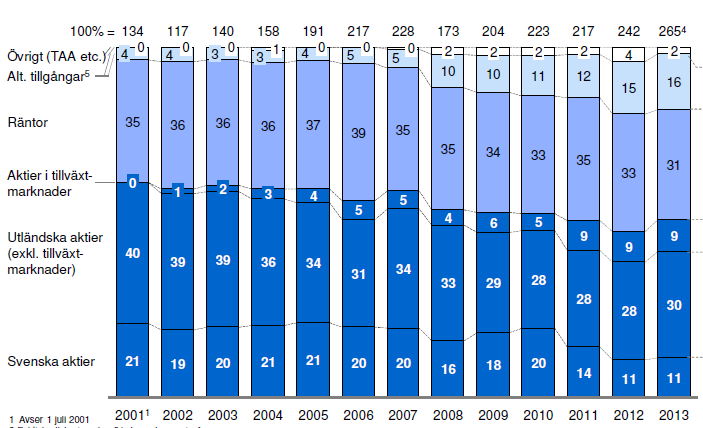 100% = 134 117 140 158 191 217 228 173 204 223 217 242 265⁴
Övrigt (TAA etc.) 0 0 0 1 0 0 0 2 2 2 2 4 2
Alt. tillgångar⁵ 4 4 3 3 4 5 5 10 10 11 12 15 16
Räntor 35 36 36 36 37 39 35 35 34 33 35 33 31
Aktier i tillväxt-
marknader 0 1 2 3 4 5 5 4 6 5 9 9 9
Utländska aktier
(exkl. tillväxt-
marknader) 40 39 39 36 34 31 34 33 29 28 28 28 30
Svenska aktier 21 19 20 21 21 20 20 16 18 20 14 11 11
2001¹ 2002 2003 2004 2005 2006 2007 2008 2009 2010 2011 2012 2013
1 Avser 1 juli 2001